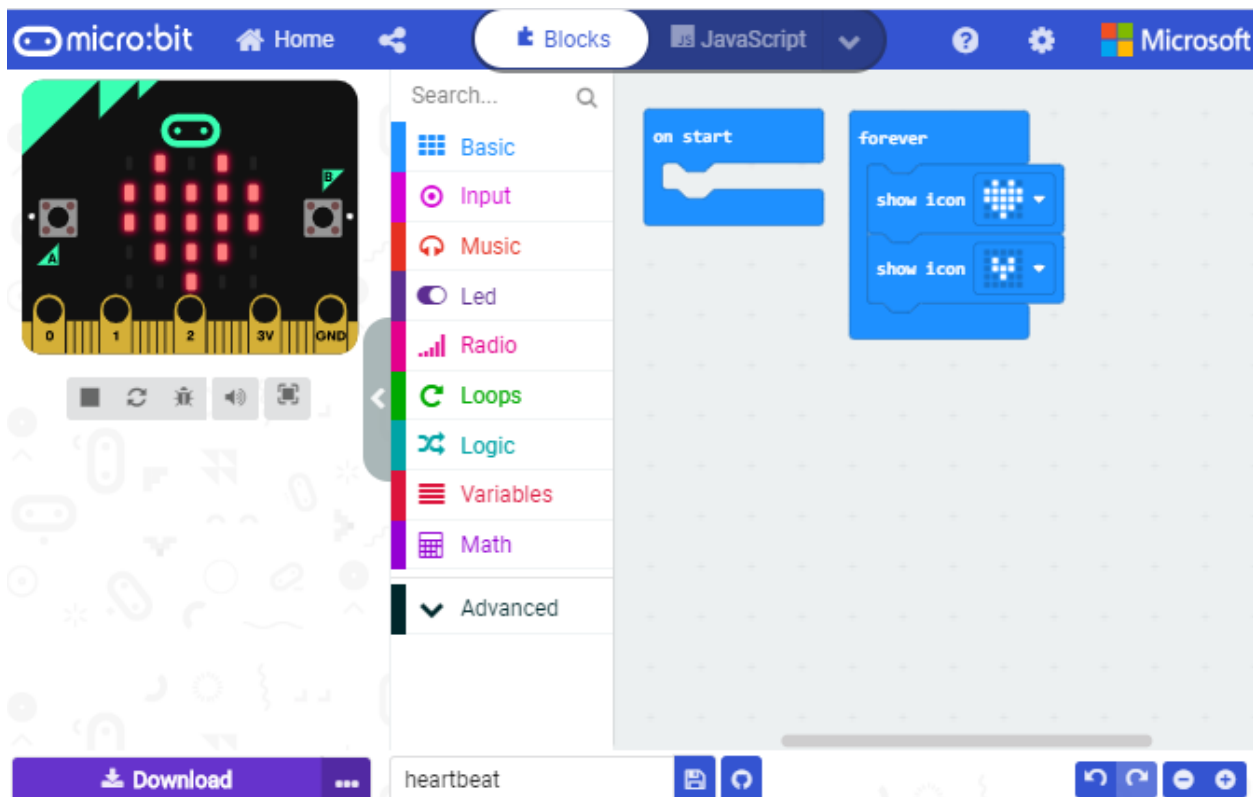 micro:bit Home Blocks JS JavaScript ? Microsoft
B
A
0 1 2 3V GND
Search...
Basic
Input
Music
Led
Radio
Loops
Logic
Variables
Math
Advanced
on start
forever
show icon
show icon
Download ... heartbeat